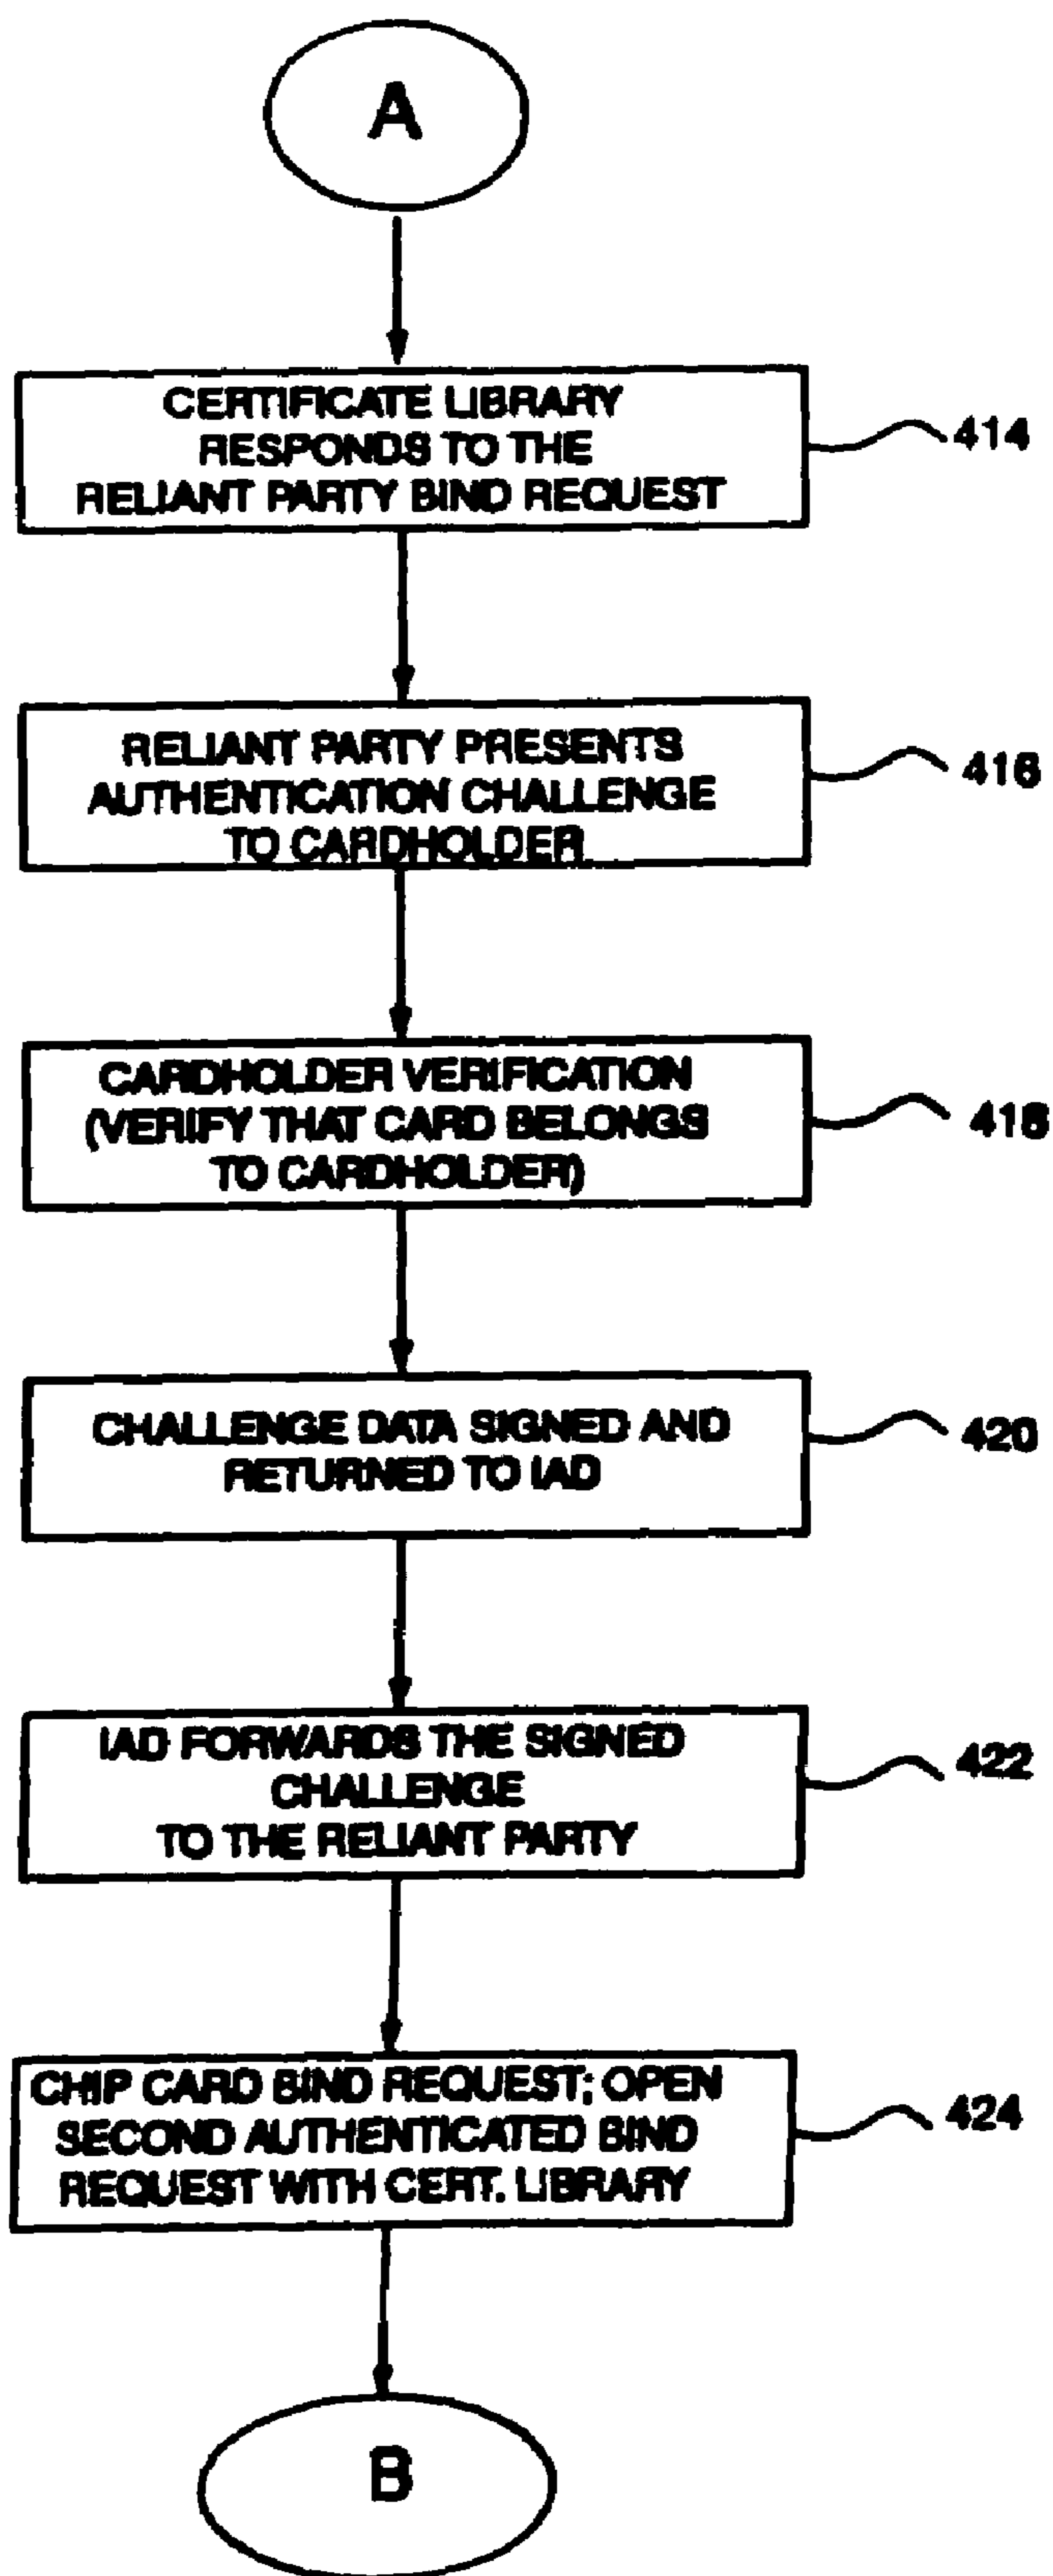 A
CERTIFICATE LIBRARY
RESPONDS TO THE
RELIANT PARTY BIND REQUEST
414
RELIANT PARTY PRESENTS
AUTHENTICATION CHALLENGE
TO CARDHOLDER
416
CARDHOLDER VERIFICATION
(VERIFY THAT CARD BELONGS
TO CARDHOLDER)
418
CHALLENGE DATA SIGNED AND
RETURNED TO IAD
420
IAD FORWARDS THE SIGNED
CHALLENGE
TO THE RELIANT PARTY
422
CHIP CARD BIND REQUEST; OPEN
SECOND AUTHENTICATED BIND
REQUEST WITH CERT. LIBRARY
424
B